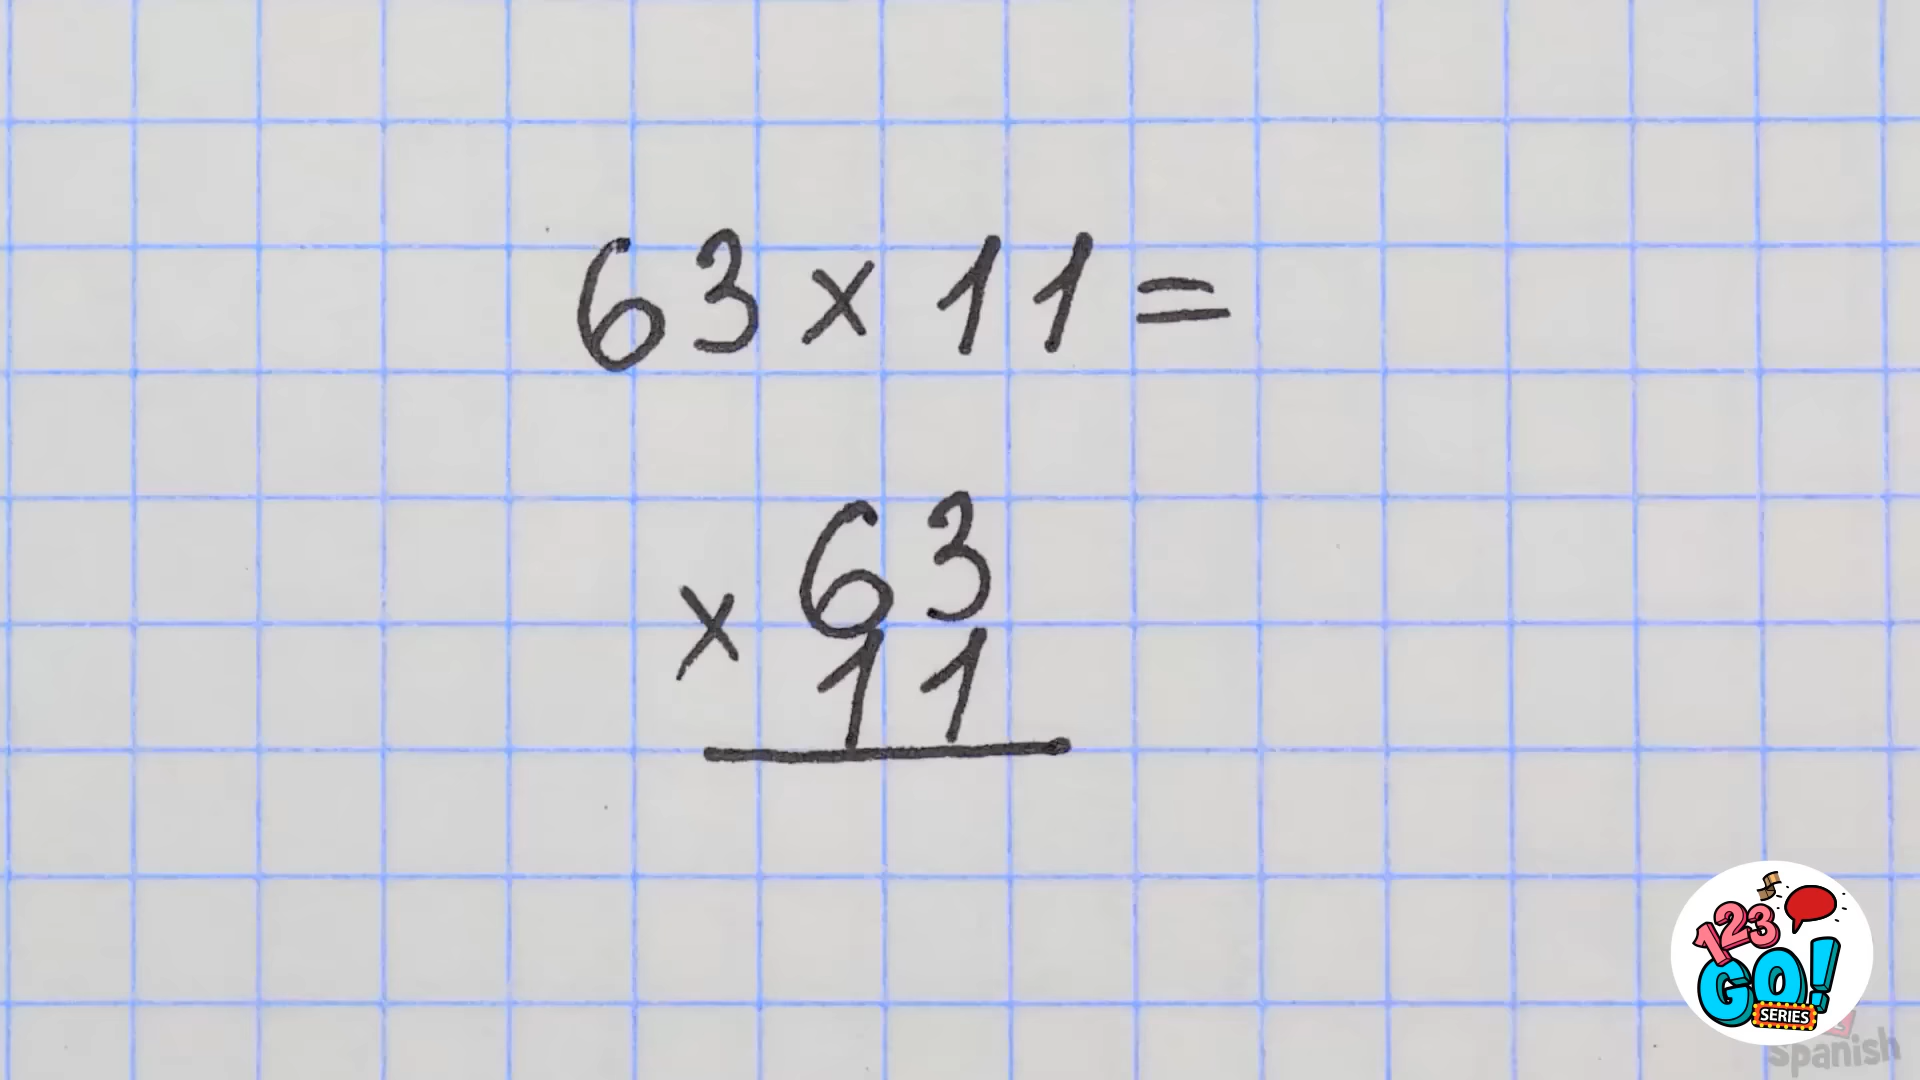 63 x 11 =
63
x
11
123
GO!
SERIES
Spanish